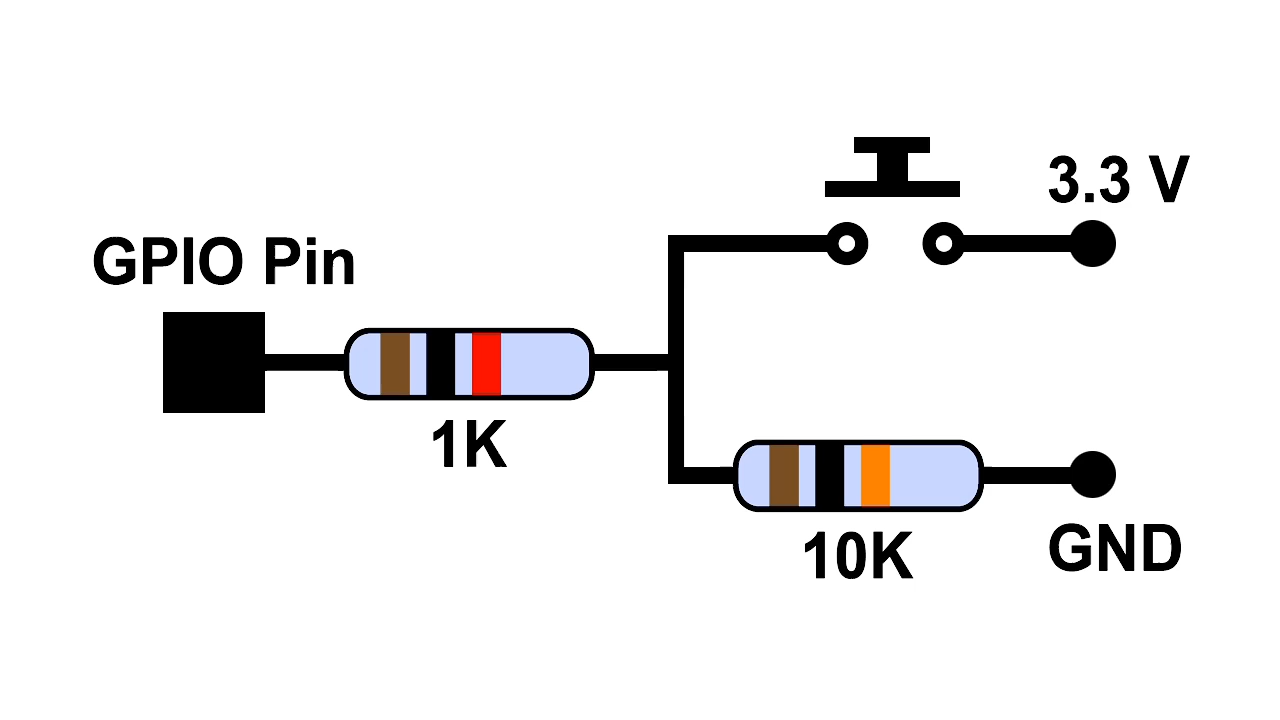 3.3 V
GPIO Pin
1K
10K
GND